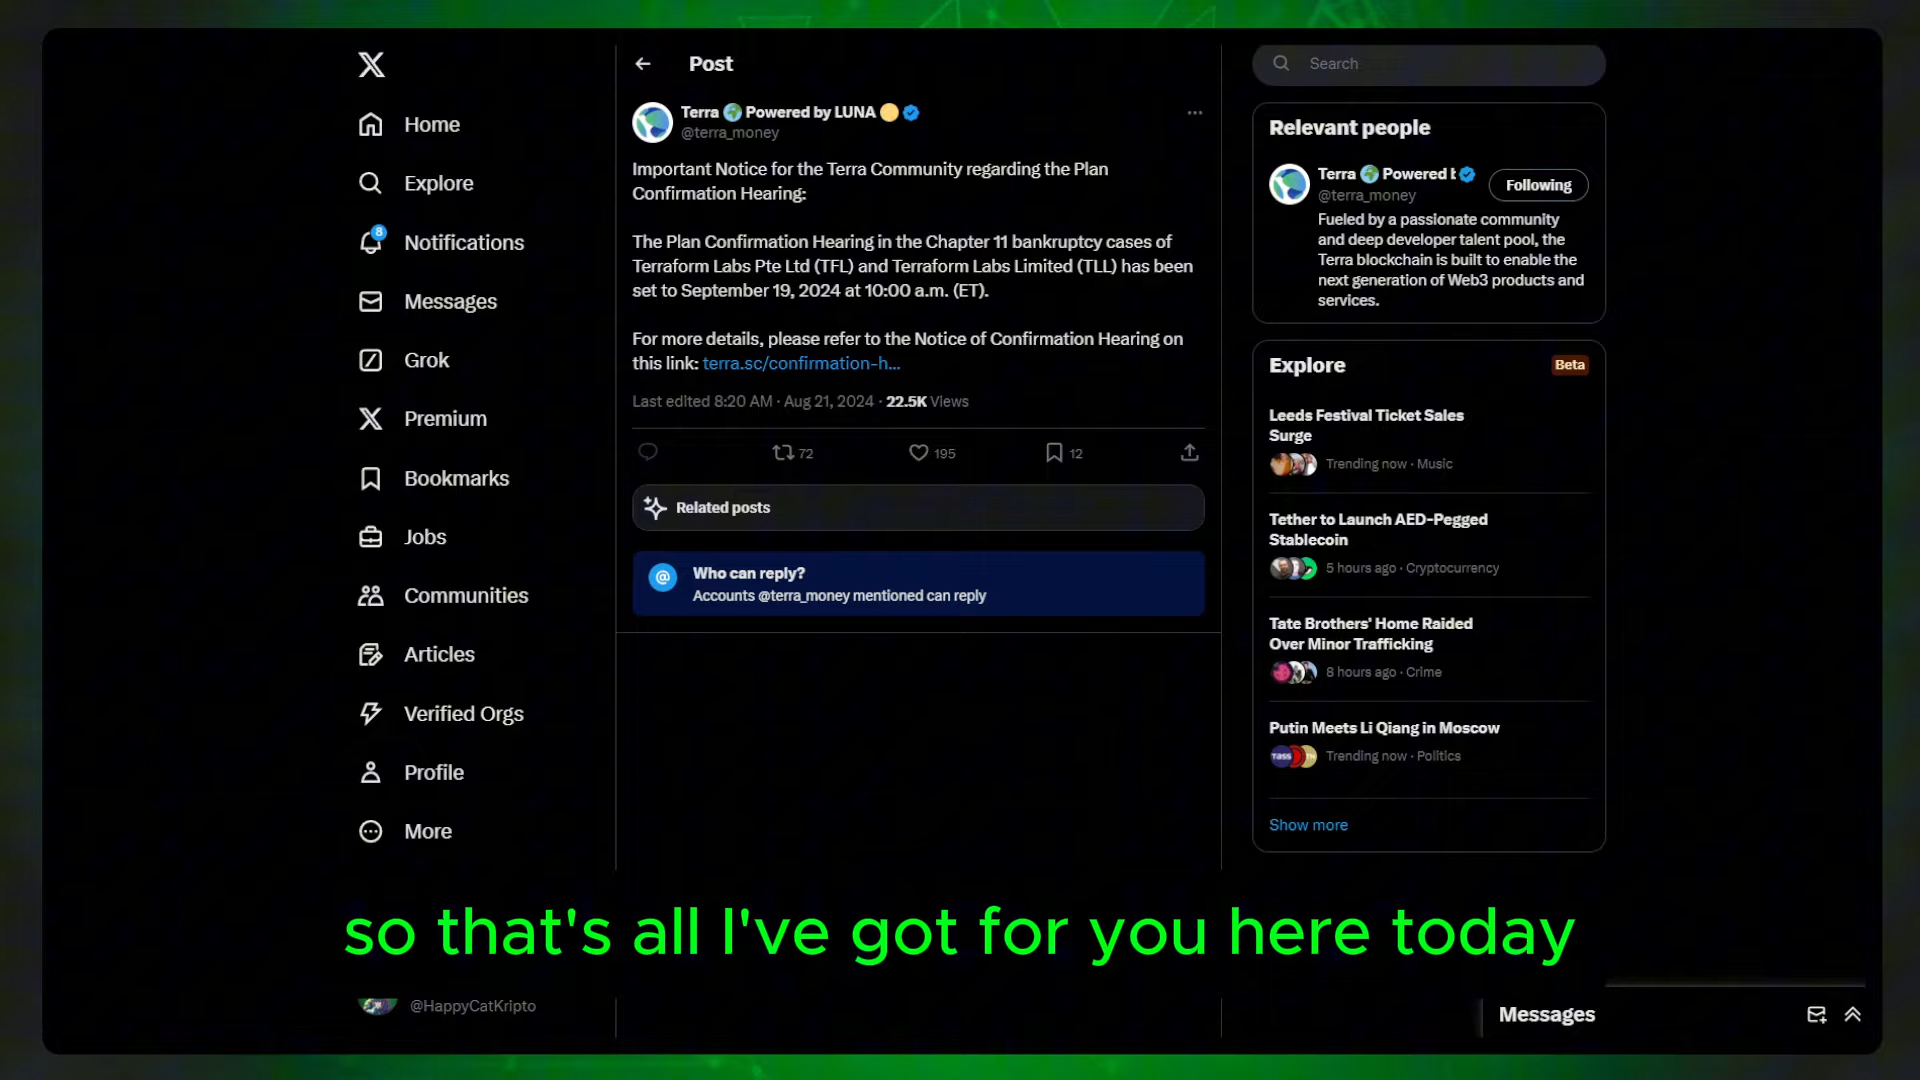 Home
Explore
8
Notifications
Messages
Grok
Premium
Bookmarks
Jobs
Communities
Articles
Verified Orgs
Profile
More
@HappyCatKripto
Post
Terra 🌍 Powered by LUNA 🟡
@terra_money
Important Notice for the Terra Community regarding the Plan
Confirmation Hearing:
The Plan Confirmation Hearing in the Chapter 11 bankruptcy cases of
Terraform Labs Pte Ltd (TFL) and Terraform Labs Limited (TLL) has been
set to September 19, 2024 at 10:00 a.m. (ET).
For more details, please refer to the Notice of Confirmation Hearing on
this link: terra.sc/confirmation-h...
Last edited 8:20 AM · Aug 21, 2024 · 22.5K Views
72 195 12
Related posts
Who can reply?
Accounts @terra_money mentioned can reply
Search
Relevant people
Terra 🌍 Powered b
@terra_money
Following
Fueled by a passionate community
and deep developer talent pool, the
Terra blockchain is built to enable the
next generation of Web3 products and
services.
Explore
Beta
Leeds Festival Ticket Sales
Surge
Trending now · Music
Tether to Launch AED-Pegged
Stablecoin
5 hours ago · Cryptocurrency
Tate Brothers' Home Raided
Over Minor Trafficking
8 hours ago · Crime
Putin Meets Li Qiang in Moscow
Trending now · Politics
Show more
so that's all I've got for you here today
Messages